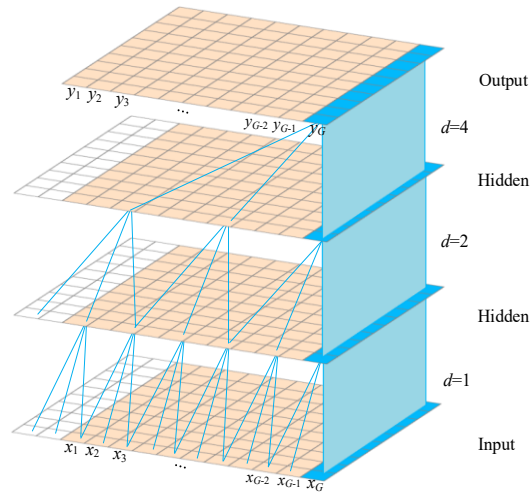 Output
y1 y2 y3 ... yG-2 yG-1 yG
d=4
Hidden
d=2
Hidden
d=1
x1 x2 x3 ... xG-2 xG-1 xG
Input